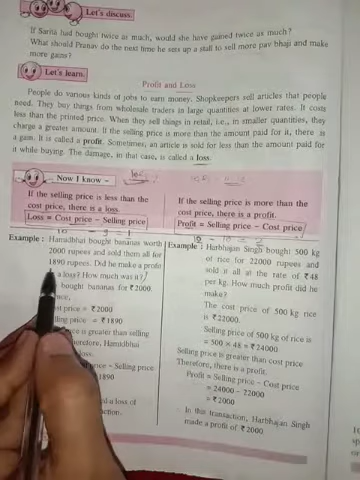 Let's discuss.
If Sarita had bought twice as much, would she have gained twice as much?
What should Pranav do the next time he sets up a stall to sell more pav bhaji and make
more gains?
Let's learn.
Profit and Loss
People do various kinds of jobs to earn money. Shopkeepers sell articles that people
need. They buy things from wholesale traders in large quantities at lower rates. It costs
less than the printed price. When they sell things in retail, i.e., in smaller quantities, they
charge a greater amount. If the selling price is more than the amount paid for it, there is
a gain. It is called a profit. Sometimes, an article is sold for less than the amount paid for
it while buying. The damage, in that case, is called a loss.
Now I know -
If the selling price is less than the
cost price, there is a loss.
Loss = Cost price - Selling price
If the selling price is more than the
cost price, there is a profit.
Profit = Selling price - Cost price
Example : Hamidbhai bought bananas worth
2000 rupees and sold them all for
1890 rupees. Did he make a profit
a loss? How much was it?
bought bananas for ₹2000.
price = ₹2000
price = ₹1890
is greater than selling
loss.
price - Selling price
1890
a loss of
Example : Harbhajan Singh bought 500 kg
of rice for 22000 rupees and
sold it all at the rate of ₹48
per kg. How much profit did he
make?
The cost price of 500 kg rice
is ₹22000.
Selling price of 500 kg of rice is
= 500 × 48 = ₹24000
Selling price is greater than cost price
Therefore, there is a profit.
Profit = Selling price - Cost price
= 24000 - 22000
= ₹2000
In this transaction, Harbhajan Singh
made a profit of ₹2000